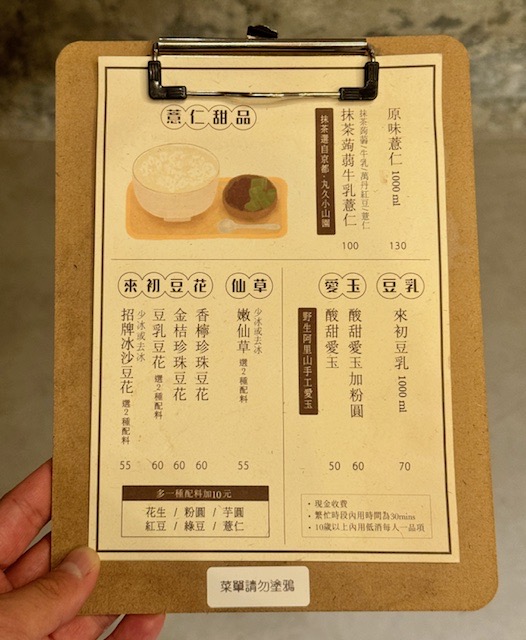 薏仁甜品
原味薏仁 1000 ml
130
抹茶蒟蒻/牛乳/萬丹紅豆/薏仁
抹茶蒟蒻牛乳薏仁
100
抹茶選自京都・丸久小山園
豆乳
來初豆乳 1000 ml
70
愛玉
酸甜愛玉加粉圓
60
酸甜愛玉
50
野生阿里山手工愛玉
仙草
少冰或去冰
嫩仙草 選2種配料
55
來初豆花
香檸珍珠豆花
60
金桔珍珠豆花
60
豆乳豆花 選2種配料
60
少冰或去冰
招牌冰沙豆花 選2種配料
55
多一種配料加10元
花生 / 粉圓 / 芋圓
紅豆 / 綠豆 / 薏仁
・現金收費
・繁忙時段內用時間為30mins
・10歲以上內用低消每人一品項
菜單請勿塗鴉